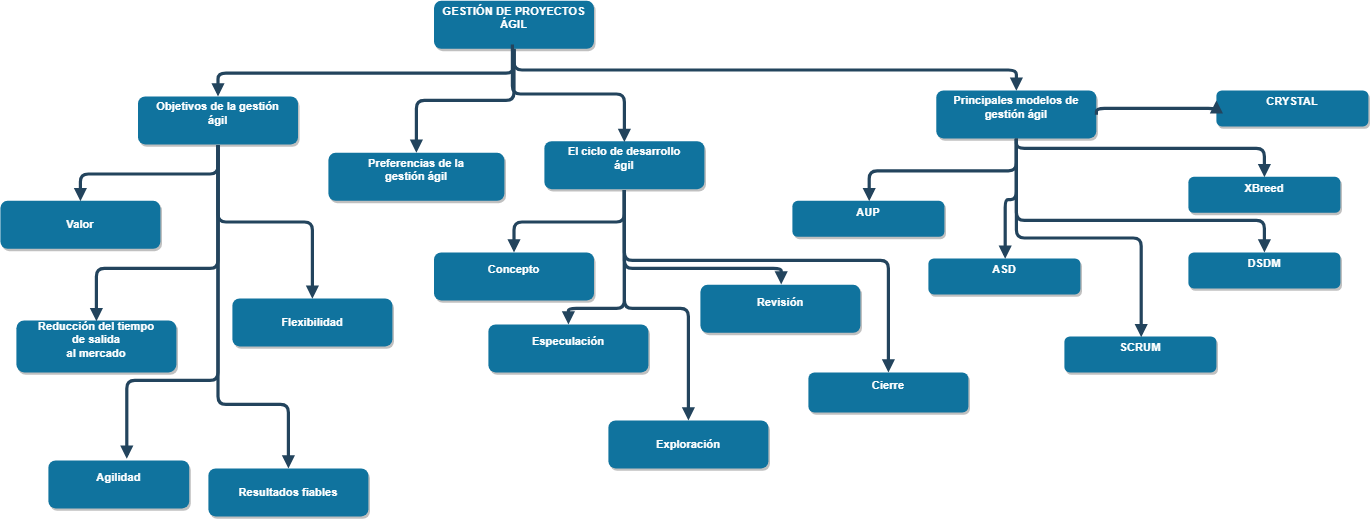 GESTIÓN DE PROYECTOS
ÁGIL
Objetivos de la gestión
ágil
Principales modelos de
gestión ágil
CRYSTAL
Preferencias de la
gestión ágil
El ciclo de desarrollo
ágil
XBreed
Valor
AUP
Concepto
ASD
DSDM
Flexibilidad
Revisión
Reducción del tiempo
de salida
al mercado
Especulación
SCRUM
Cierre
Exploración
Agilidad
Resultados fiables